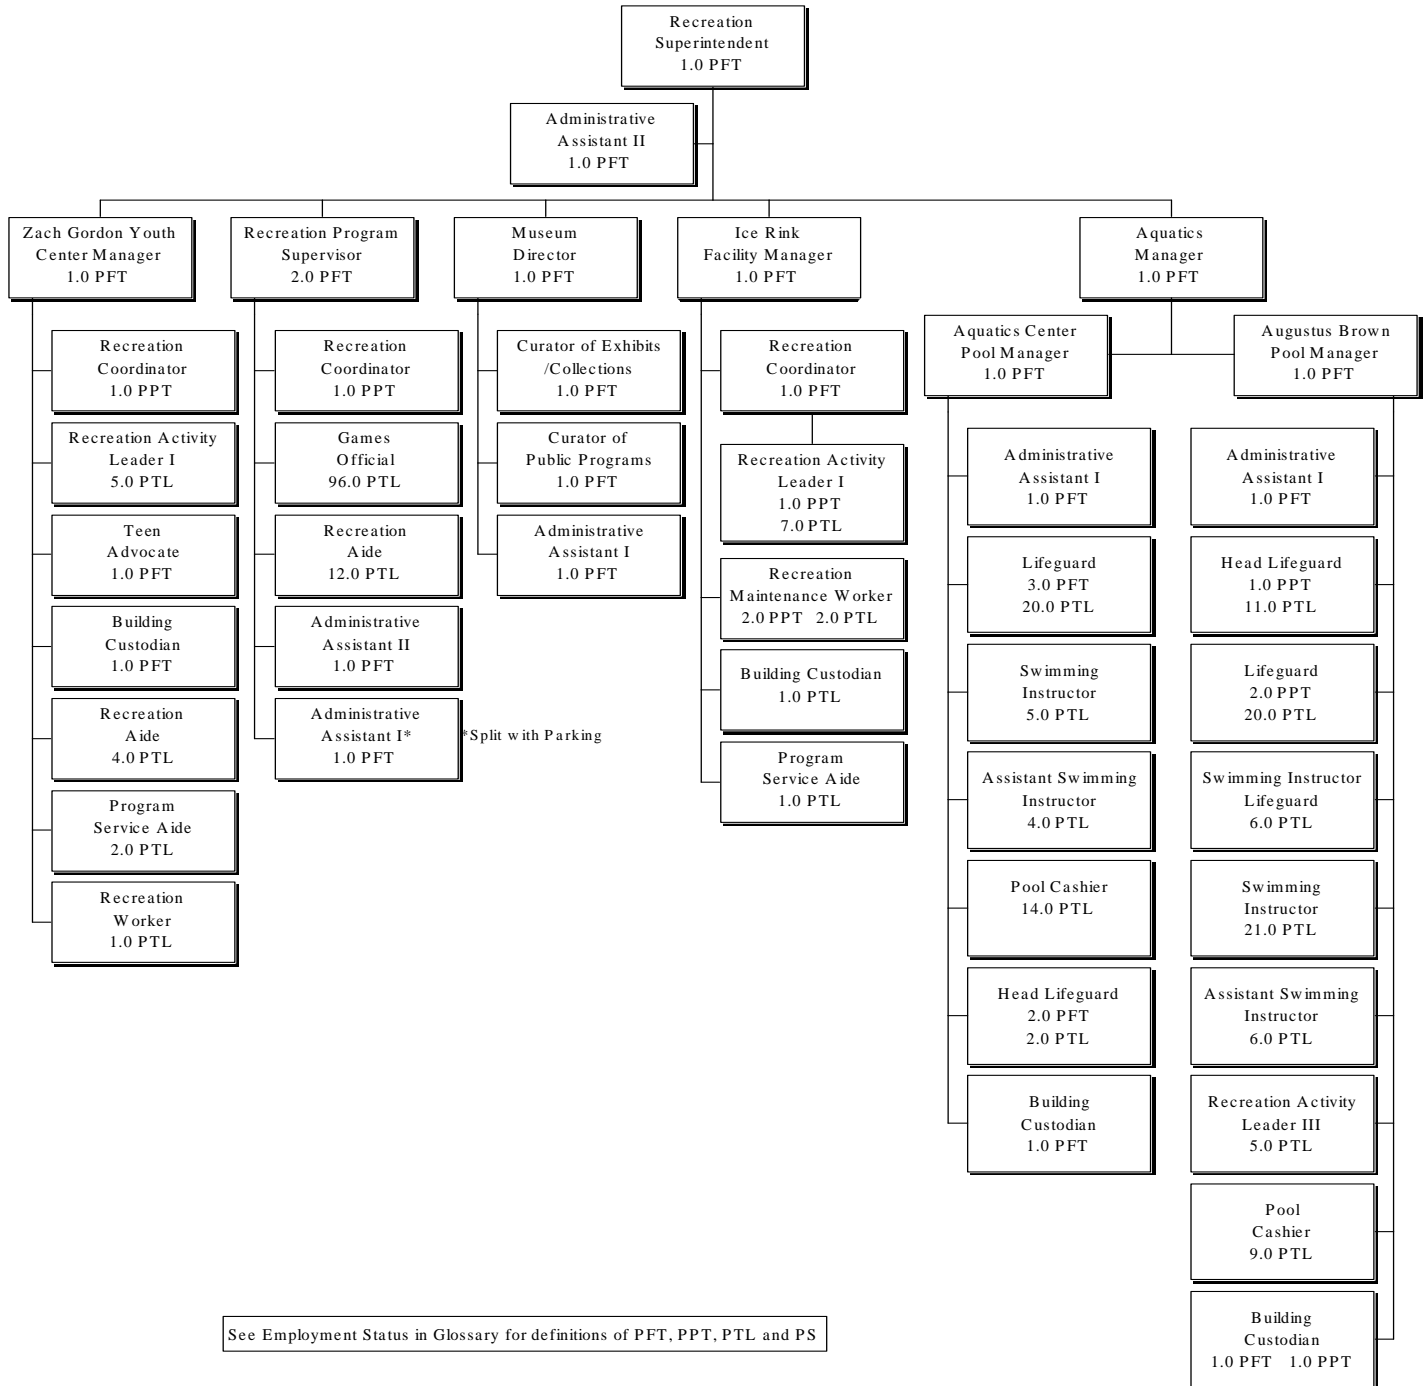 Recreation
Superintendent
1.0 PFT
Administrative
Assistant II
1.0 PFT
Zach Gordon Youth
Center Manager
1.0 PFT
Recreation Program
Supervisor
2.0 PFT
Museum
Director
1.0 PFT
Ice Rink
Facility Manager
1.0 PFT
Aquatics
Manager
1.0 PFT
Recreation
Coordinator
1.0 PPT
Recreation Activity
Leader I
5.0 PTL
Teen
Advocate
1.0 PFT
Building
Custodian
1.0 PFT
Recreation
Aide
4.0 PTL
Program
Service Aide
2.0 PTL
Recreation
Worker
1.0 PTL
Recreation
Coordinator
1.0 PPT
Games
Official
96.0 PTL
Recreation
Aide
12.0 PTL
Administrative
Assistant II
1.0 PFT
Administrative
Assistant I*
1.0 PFT
*Split with Parking
Curator of Exhibits
/Collections
1.0 PFT
Curator of
Public Programs
1.0 PFT
Administrative
Assistant I
1.0 PFT
Recreation
Coordinator
1.0 PFT
Recreation Activity
Leader I
1.0 PPT
7.0 PTL
Recreation
Maintenance Worker
2.0 PPT 2.0 PTL
Building Custodian
1.0 PTL
Program
Service Aide
1.0 PTL
Aquatics Center
Pool Manager
1.0 PFT
Administrative
Assistant I
1.0 PFT
Lifeguard
3.0 PFT
20.0 PTL
Swimming
Instructor
5.0 PTL
Assistant Swimming
Instructor
4.0 PTL
Pool Cashier
14.0 PTL
Head Lifeguard
2.0 PFT
2.0 PTL
Building
Custodian
1.0 PFT
Augustus Brown
Pool Manager
1.0 PFT
Administrative
Assistant I
1.0 PFT
Head Lifeguard
1.0 PPT
11.0 PTL
Lifeguard
2.0 PPT
20.0 PTL
Swimming Instructor
Lifeguard
6.0 PTL
Swimming
Instructor
21.0 PTL
Assistant Swimming
Instructor
6.0 PTL
Recreation Activity
Leader III
5.0 PTL
Pool
Cashier
9.0 PTL
Building
Custodian
1.0 PFT 1.0 PPT
See Employment Status in Glossary for definitions of PFT, PPT, PTL and PS